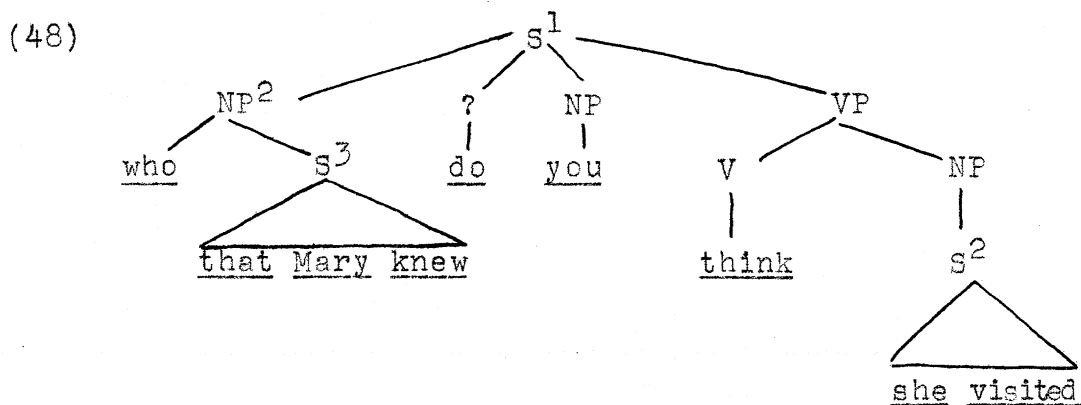 (48)
S1
NP2 ? NP VP
who S3 do you V NP
that Mary knew think S2
she visited